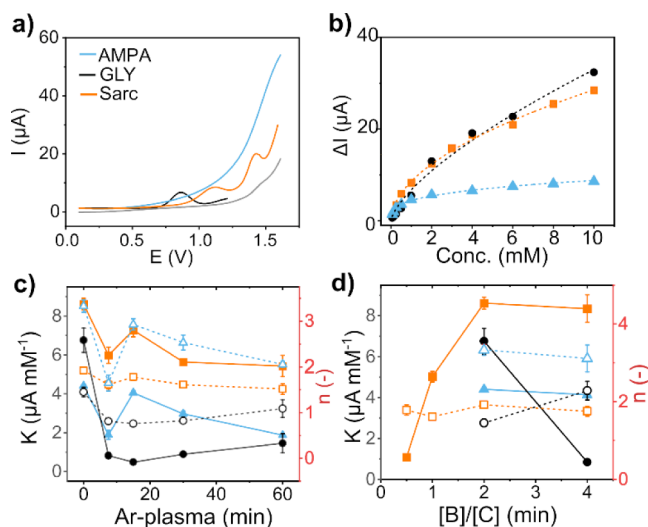 a)
60
40
20
0
I (µA)
AMPA
GLY
Sarc
0.0 0.5 1.0 1.5
E (V)
b)
40
20
0
ΔI (µA)
0 2 4 6 8 10
Conc. (mM)
c)
8
6
4
2
0
K (µA mM⁻¹)
3
2
1
0
n (-)
0 20 40 60
Ar-plasma (min)
d)
8
6
4
2
0
K (µA mM⁻¹)
4
2
0
n (-)
0 1 2 3 4
[B]/[C] (min)